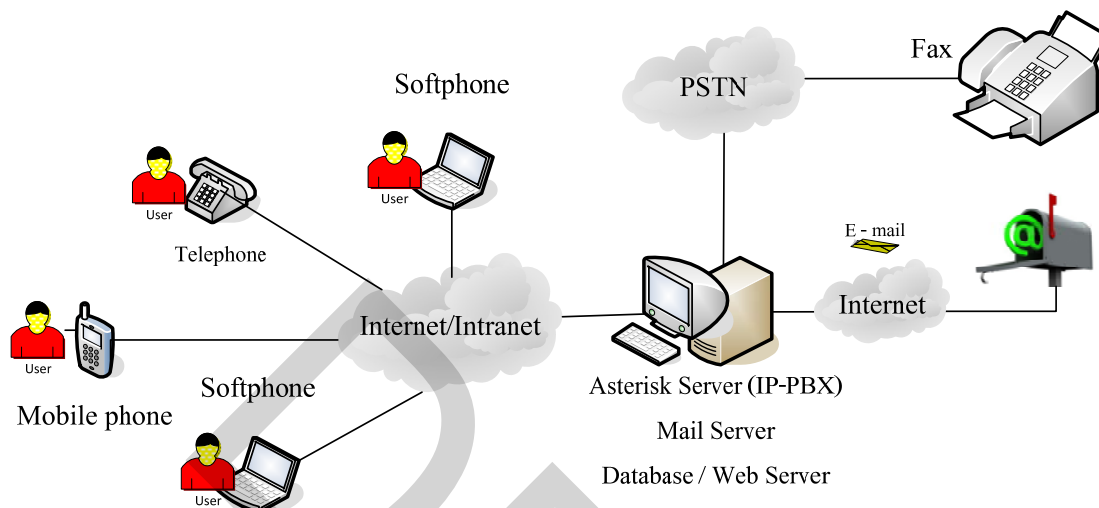 Fax
PSTN
Softphone
User
User
E - mail
@
Telephone
Internet/Intranet
Internet
User
Softphone
Asterisk Server (IP-PBX)
Mobile phone
Mail Server
Database / Web Server
User